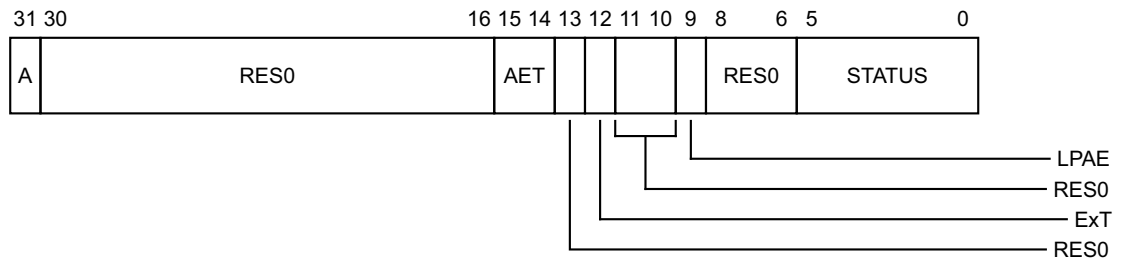 31 30 16 15 14 13 12 11 10 9 8 6 5 0
A RES0 AET RES0 STATUS
LPAE
RES0
ExT
RES0